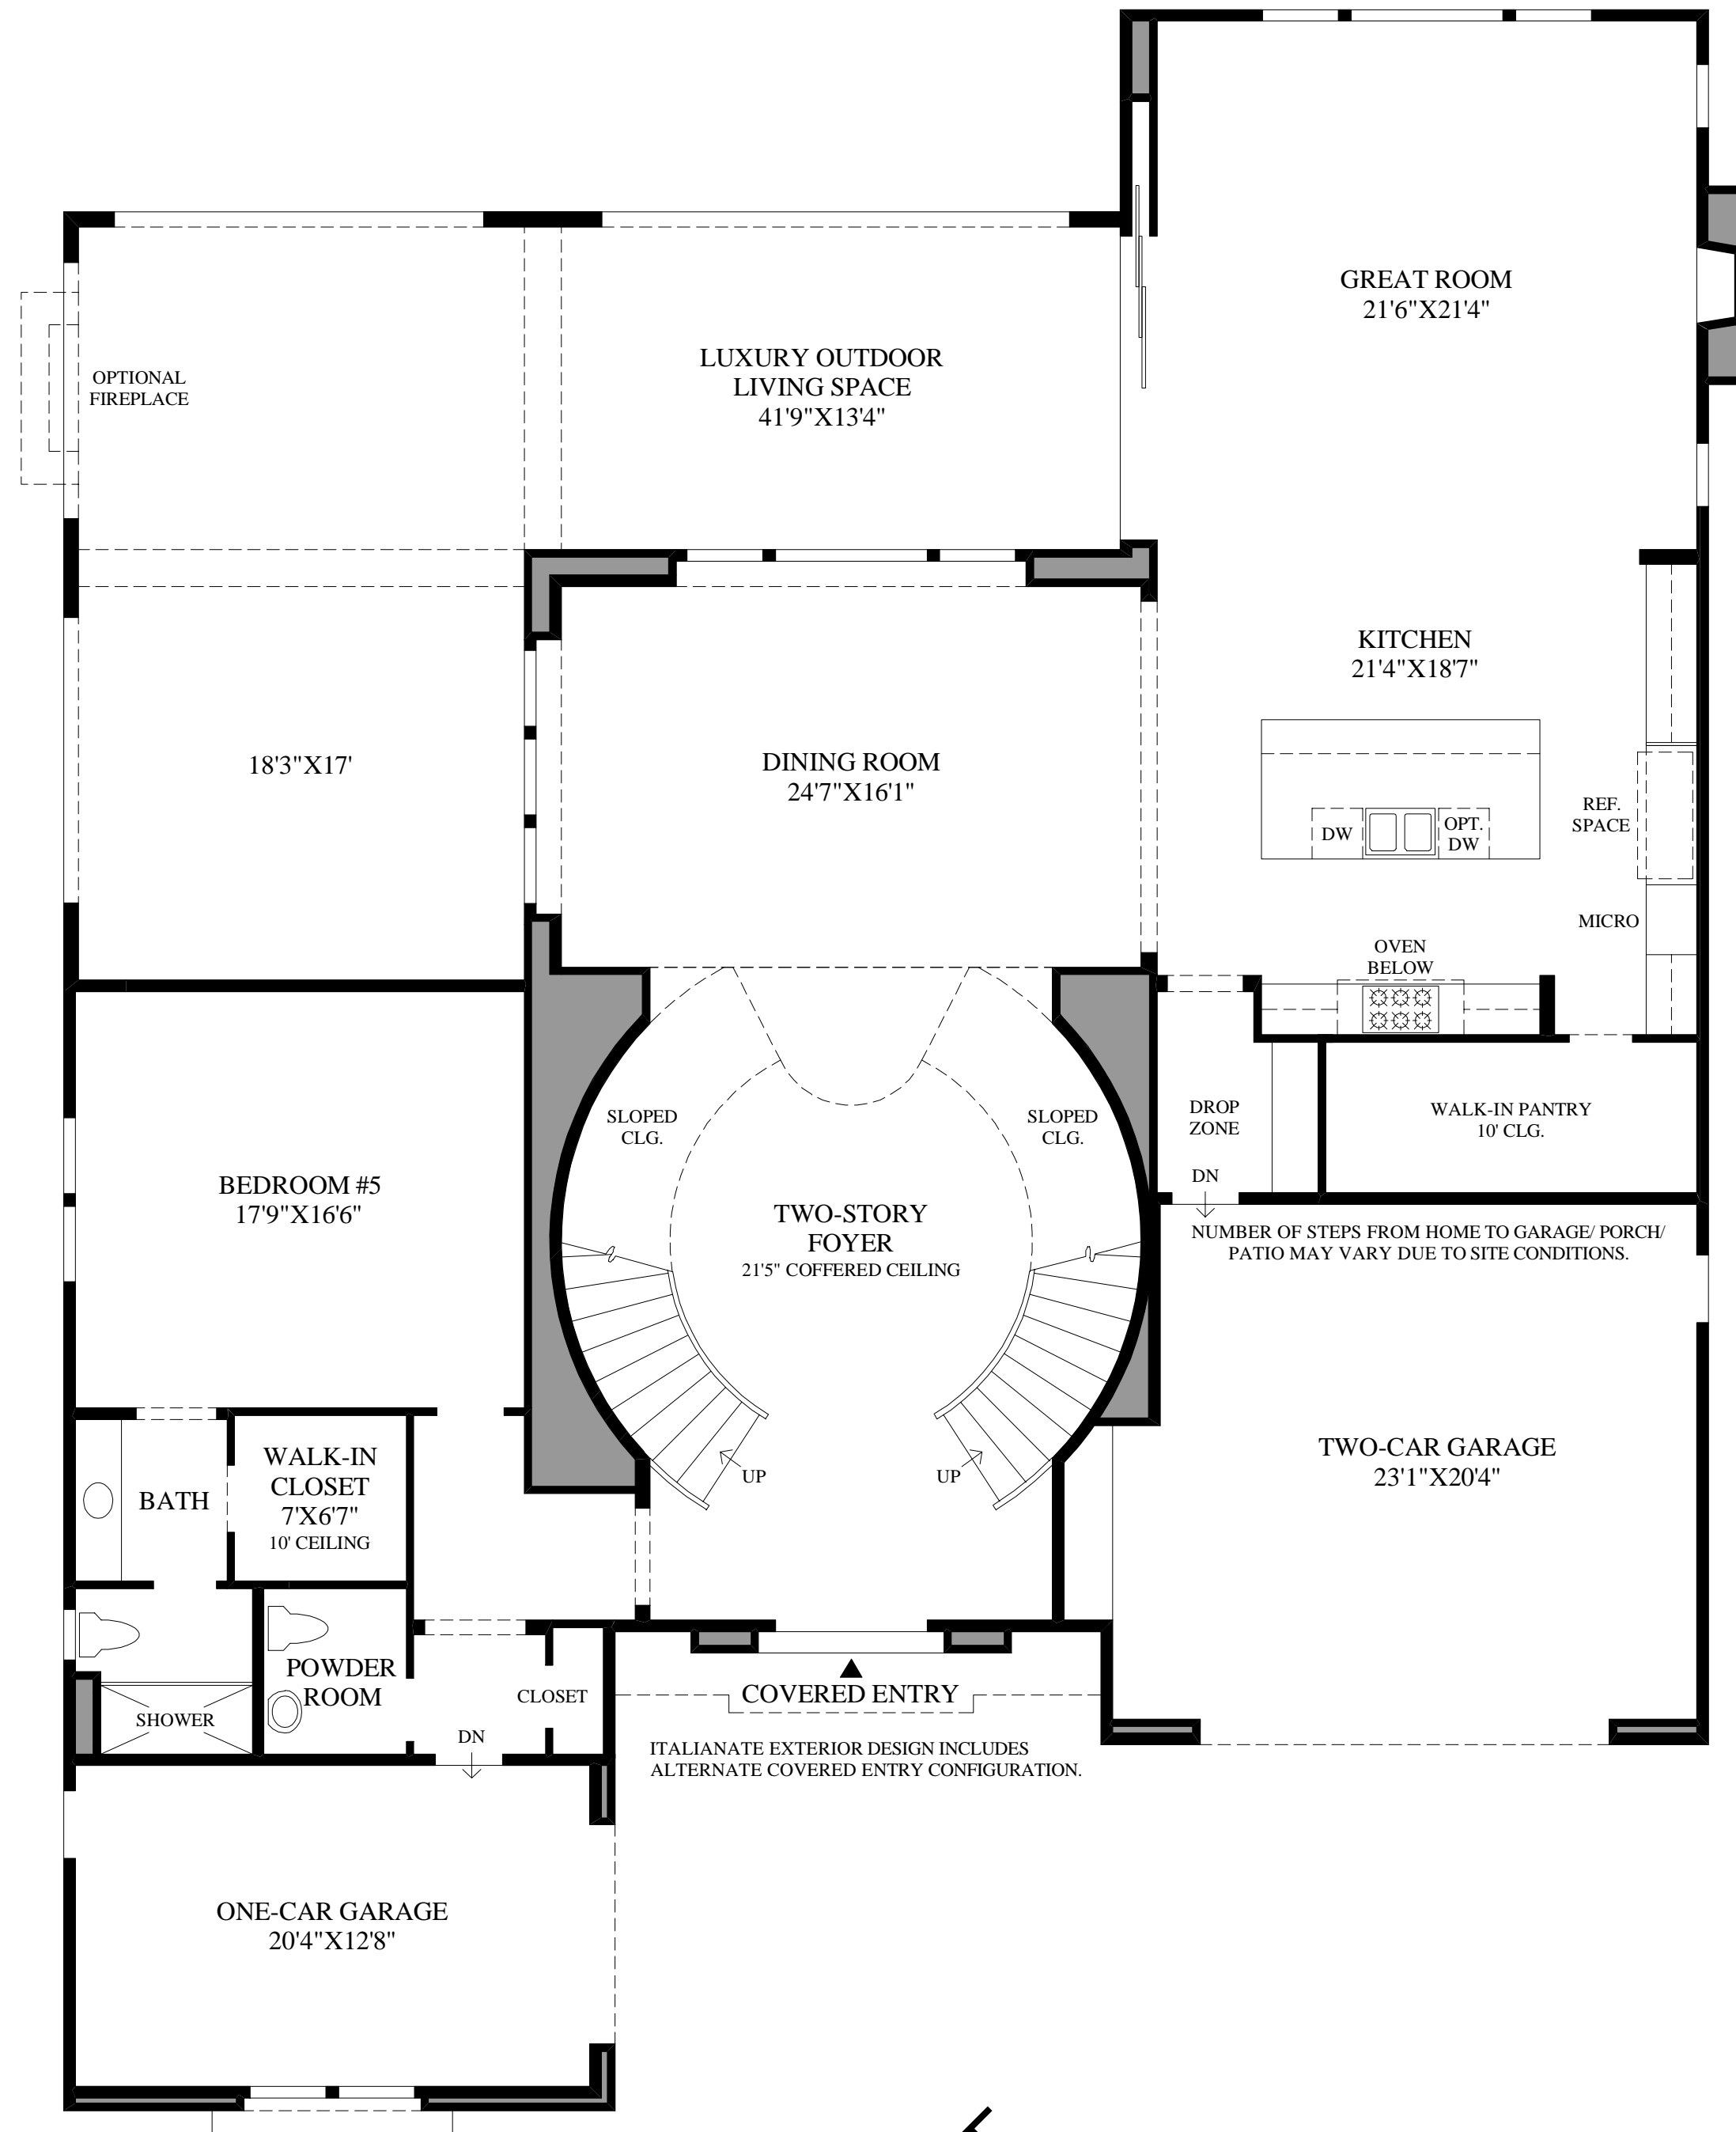 GREAT ROOM
21'6"X21'4"
LUXURY OUTDOOR
LIVING SPACE
41'9"X13'4"
OPTIONAL
FIREPLACE
KITCHEN
21'4"X18'7"
18'3"X17'
DINING ROOM
24'7"X16'1"
REF.
SPACE
DW
OPT.
DW
MICRO
OVEN
BELOW
SLOPED
CLG.
SLOPED
CLG.
DROP
ZONE
WALK-IN PANTRY
10' CLG.
DN
BEDROOM #5
17'9"X16'6"
TWO-STORY
FOYER
21'5" COFFERED CEILING
NUMBER OF STEPS FROM HOME TO GARAGE/ PORCH/
PATIO MAY VARY DUE TO SITE CONDITIONS.
WALK-IN
CLOSET
7'X6'7"
10' CEILING
BATH
UP
UP
TWO-CAR GARAGE
23'1"X20'4"
POWDER
ROOM
CLOSET
COVERED ENTRY
SHOWER
DN
ITALIANATE EXTERIOR DESIGN INCLUDES
ALTERNATE COVERED ENTRY CONFIGURATION.
ONE-CAR GARAGE
20'4"X12'8"